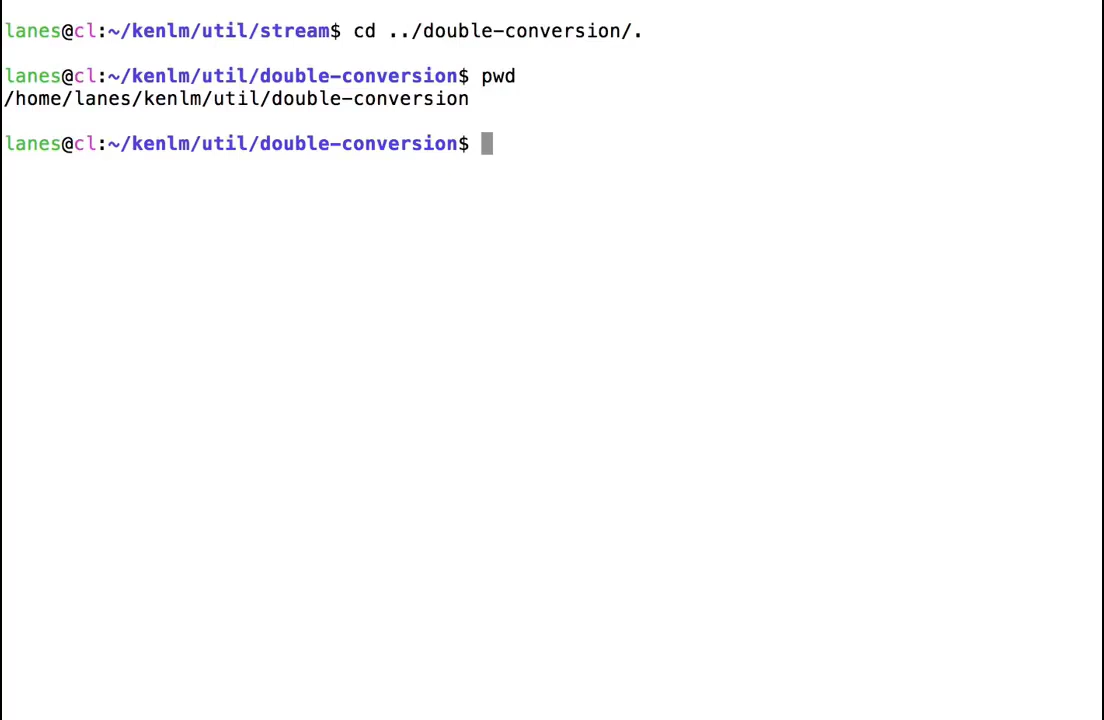 lanes@cl:~/kenlm/util/stream$ cd ../double-conversion/.
lanes@cl:~/kenlm/util/double-conversion$ pwd
/home/lanes/kenlm/util/double-conversion
lanes@cl:~/kenlm/util/double-conversion$